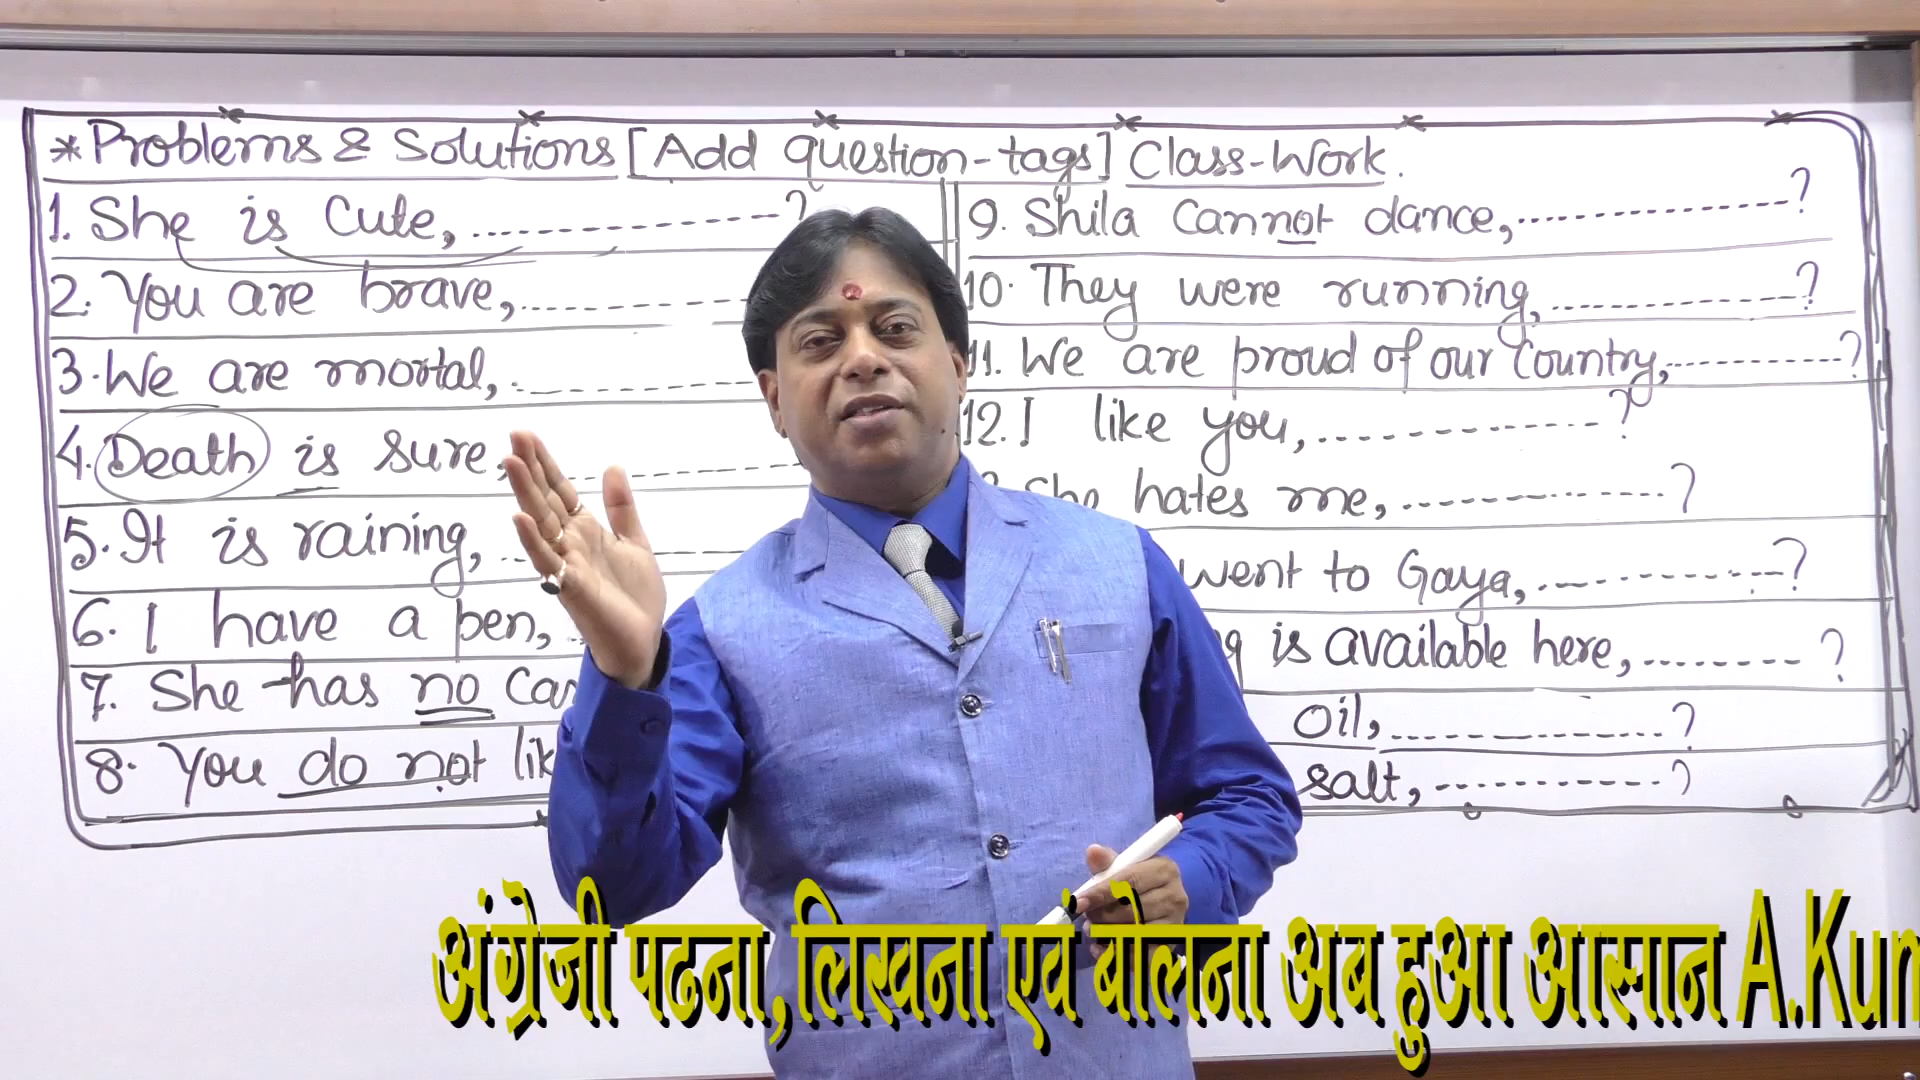 *Problems & Solutions [Add question-tags] Class-Work.
1. She is Cute, ..............?
2. You are brave, ..............
3. We are mortal, ..............
4. Death is sure, ..............
5. It is raining, ..............
6. I have a pen,
7. She has no
8. You do not
9. Shila cannot dance, ..............?
10. They were running, ..............?
11. We are proud of our Country, ..............?
12. I like you, ..............?
She hates me, ..............?
went to Gaya, ..............?
is available here, ..............?
oil, ..............?
salt, ..............?
अंग्रेजी पढना,लिखना एवं बोलना अब हुआ आसान A.Kum